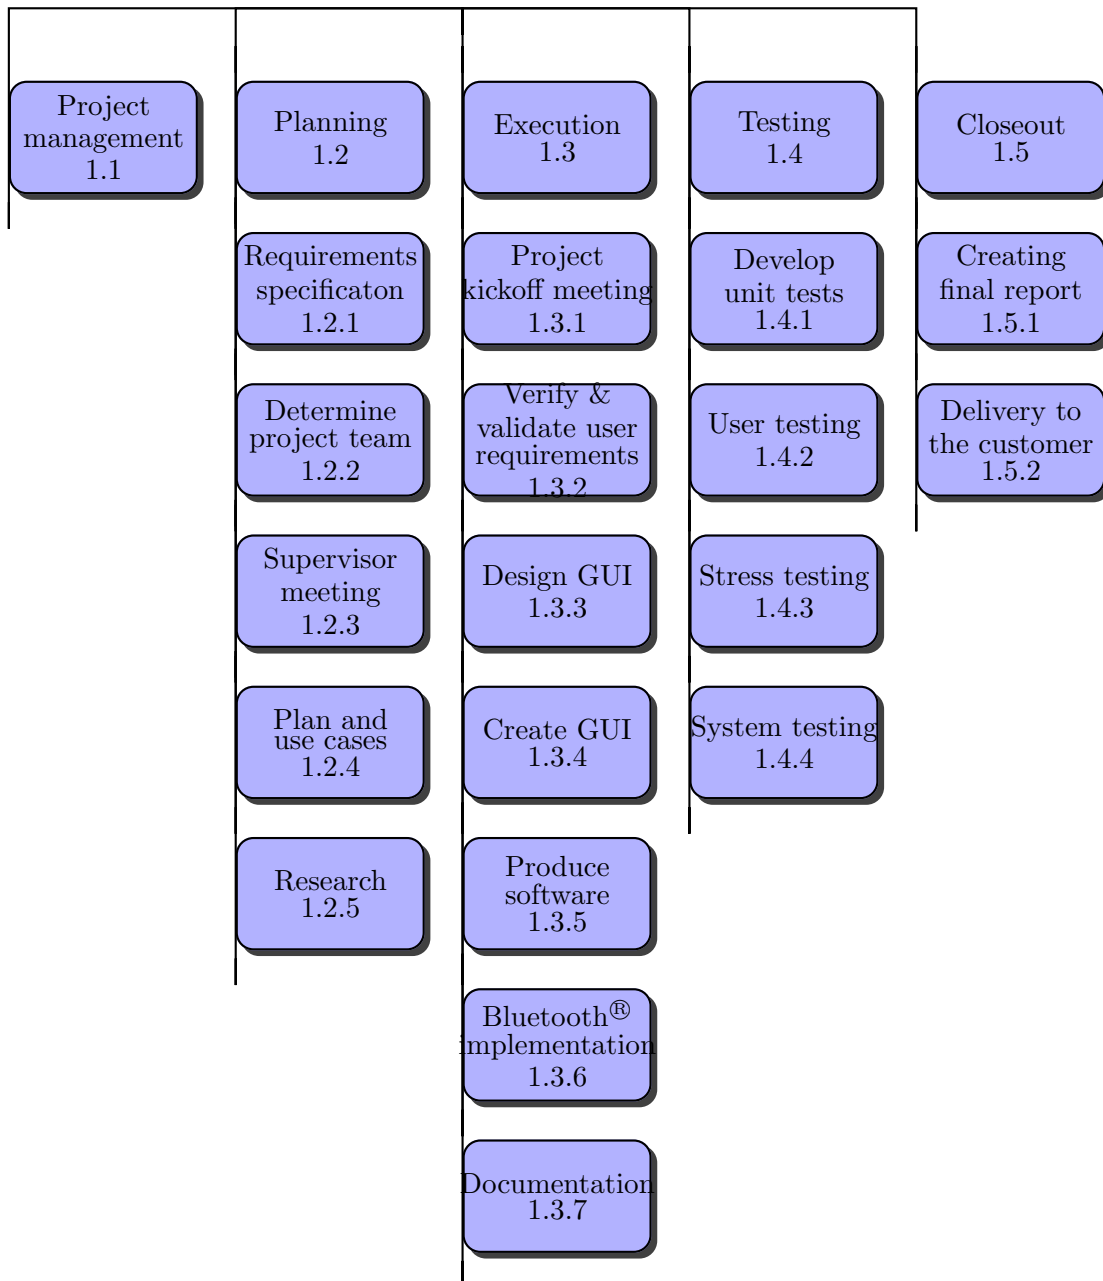 Project
management
1.1
Planning
1.2
Execution
1.3
Testing
1.4
Closeout
1.5
Requirements
specificaton
1.2.1
Project
kickoff meeting
1.3.1
Develop
unit tests
1.4.1
Creating
final report
1.5.1
Determine
project team
1.2.2
Verify &
validate user
requirements
1.3.2
User testing
1.4.2
Delivery to
the customer
1.5.2
Supervisor
meeting
1.2.3
Design GUI
1.3.3
Stress testing
1.4.3
Plan and
use cases
1.2.4
Create GUI
1.3.4
System testing
1.4.4
Research
1.2.5
Produce
software
1.3.5
Bluetooth®
implementation
1.3.6
Documentation
1.3.7